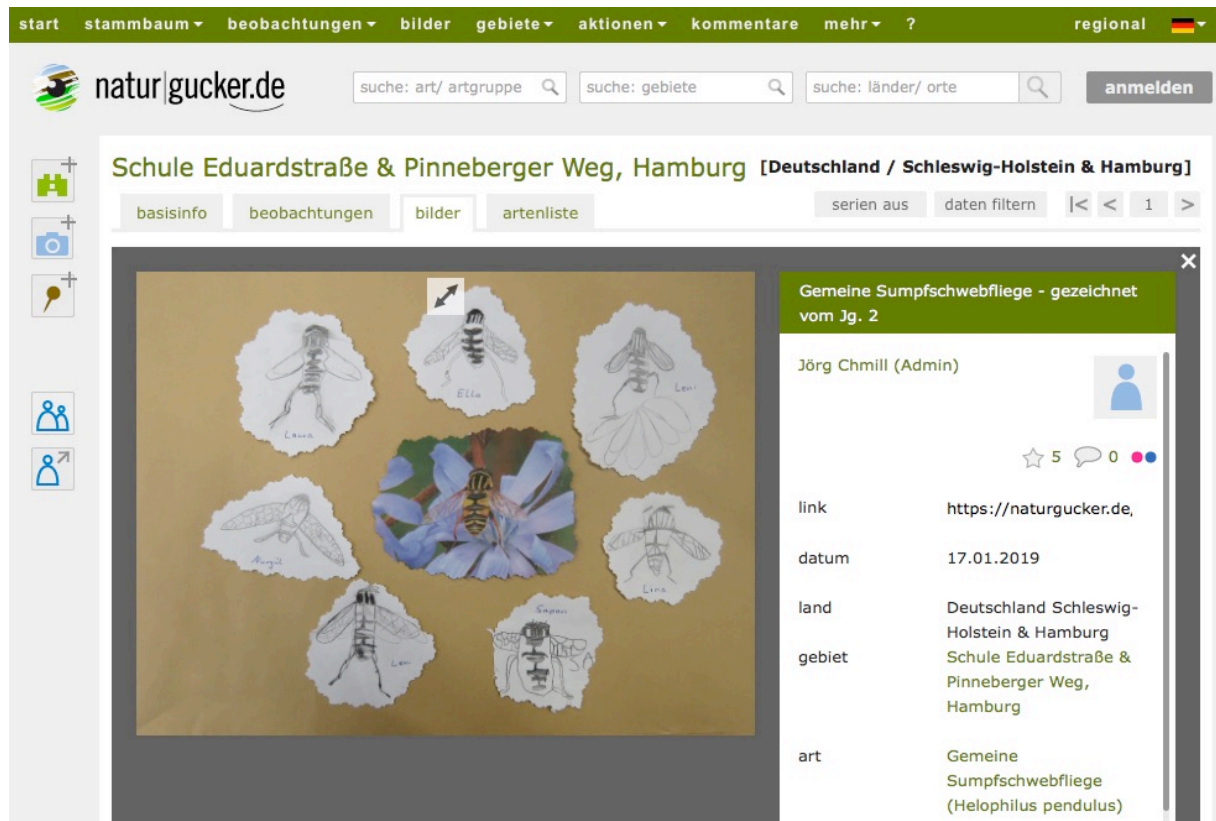 start stammbaum beobachtungen bilder gebiete aktionen kommentare mehr ? regional
natur|gucker.de suche: art/ artgruppe suche: gebiete suche: länder/ orte anmelden
Schule Eduardstraße & Pinneberger Weg, Hamburg [Deutschland / Schleswig-Holstein & Hamburg]
basisinfo beobachtungen bilder artenliste serien aus daten filtern |< < 1 >
Gemeine Sumpfschwebfliege - gezeichnet
vom Jg. 2
Jörg Chmill (Admin)
5 0
link https://naturgucker.de,
datum 17.01.2019
land Deutschland Schleswig-
Holstein & Hamburg
gebiet Schule Eduardstraße &
Pinneberger Weg,
Hamburg
art Gemeine
Sumpfschwebfliege
(Helophilus pendulus)
Ella
Leni
Laura
Lina